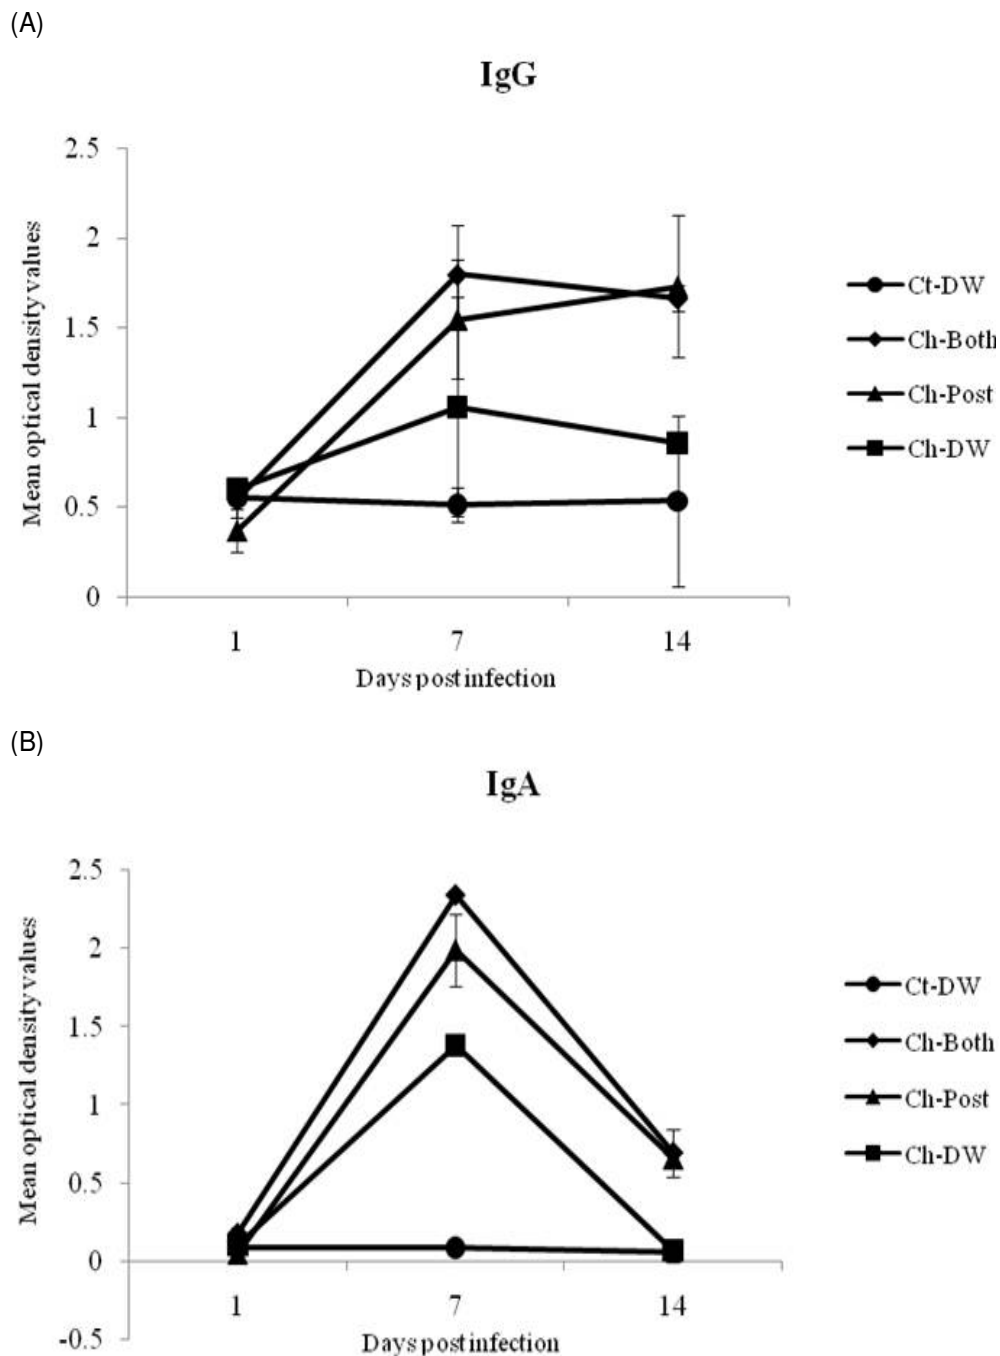 (A)
IgG
Mean optical density values
2.5
2
1.5
1
0.5
0
1 7 14
Days post infection
Ct-DW
Ch-Both
Ch-Post
Ch-DW
(B)
IgA
Mean optical density values
2.5
2
1.5
1
0.5
0
-0.5
1 7 14
Days post infection
Ct-DW
Ch-Both
Ch-Post
Ch-DW